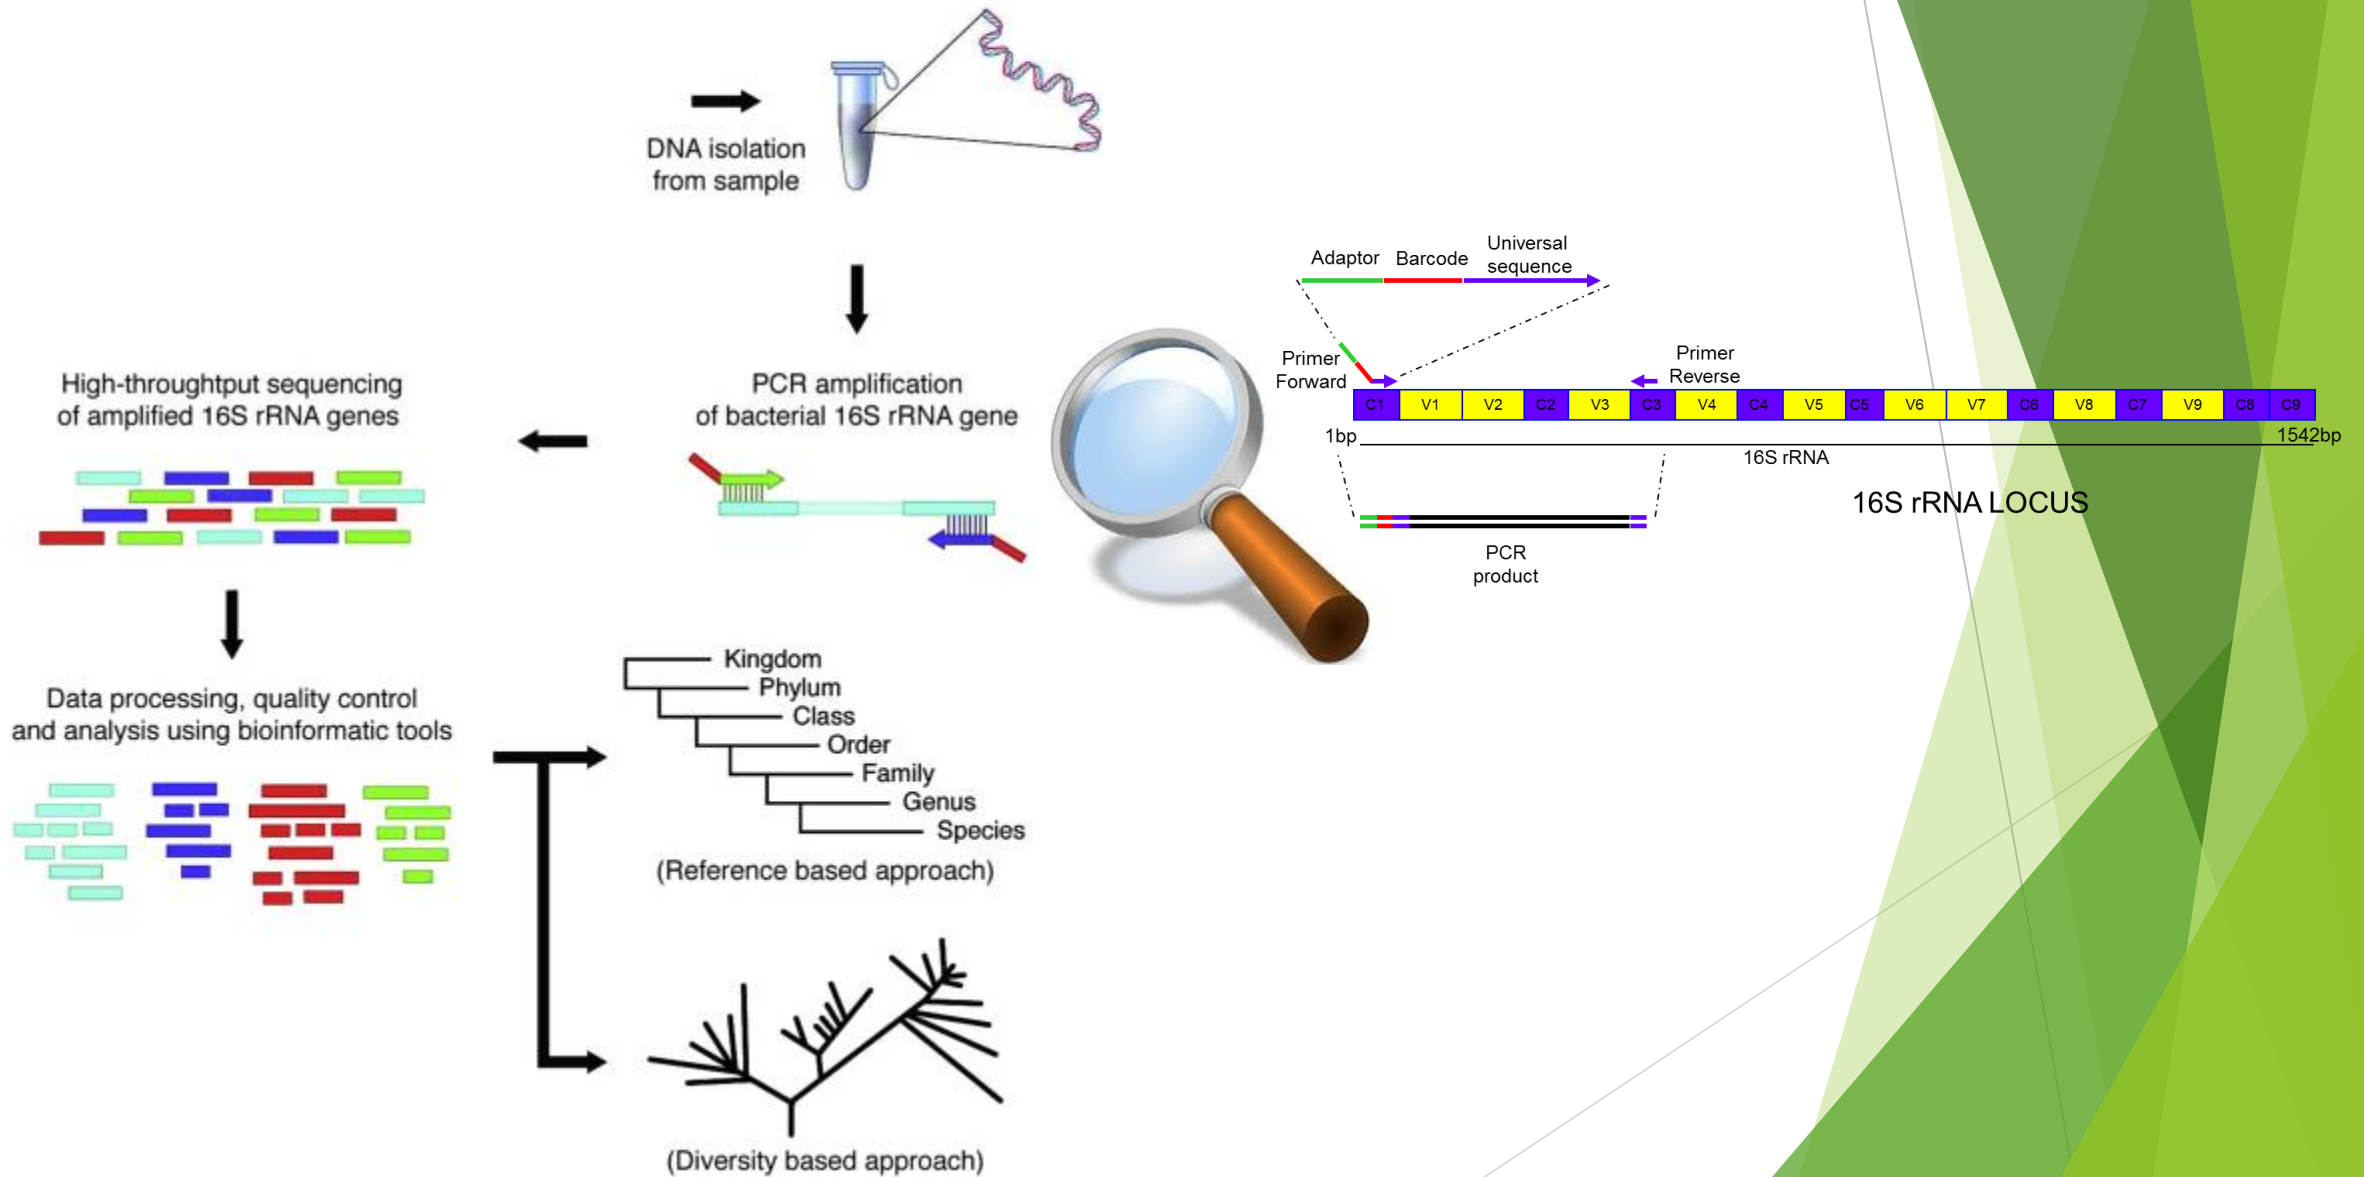 DNA isolation
from sample
Adaptor
Barcode
Universal
sequence
Primer
Forward
Primer
Reverse
C1 V1 V2 C2 V3 C3 V4 C4 V5 C5 V6 V7 C6 V8 C7 V9 C8 C9
1bp
1542bp
16S rRNA
16S rRNA LOCUS
PCR
product
PCR amplification
of bacterial 16S rRNA gene
High-throughtput sequencing
of amplified 16S rRNA genes
Data processing, quality control
and analysis using bioinformatic tools
Kingdom
Phylum
Class
Order
Family
Genus
Species
(Reference based approach)
(Diversity based approach)